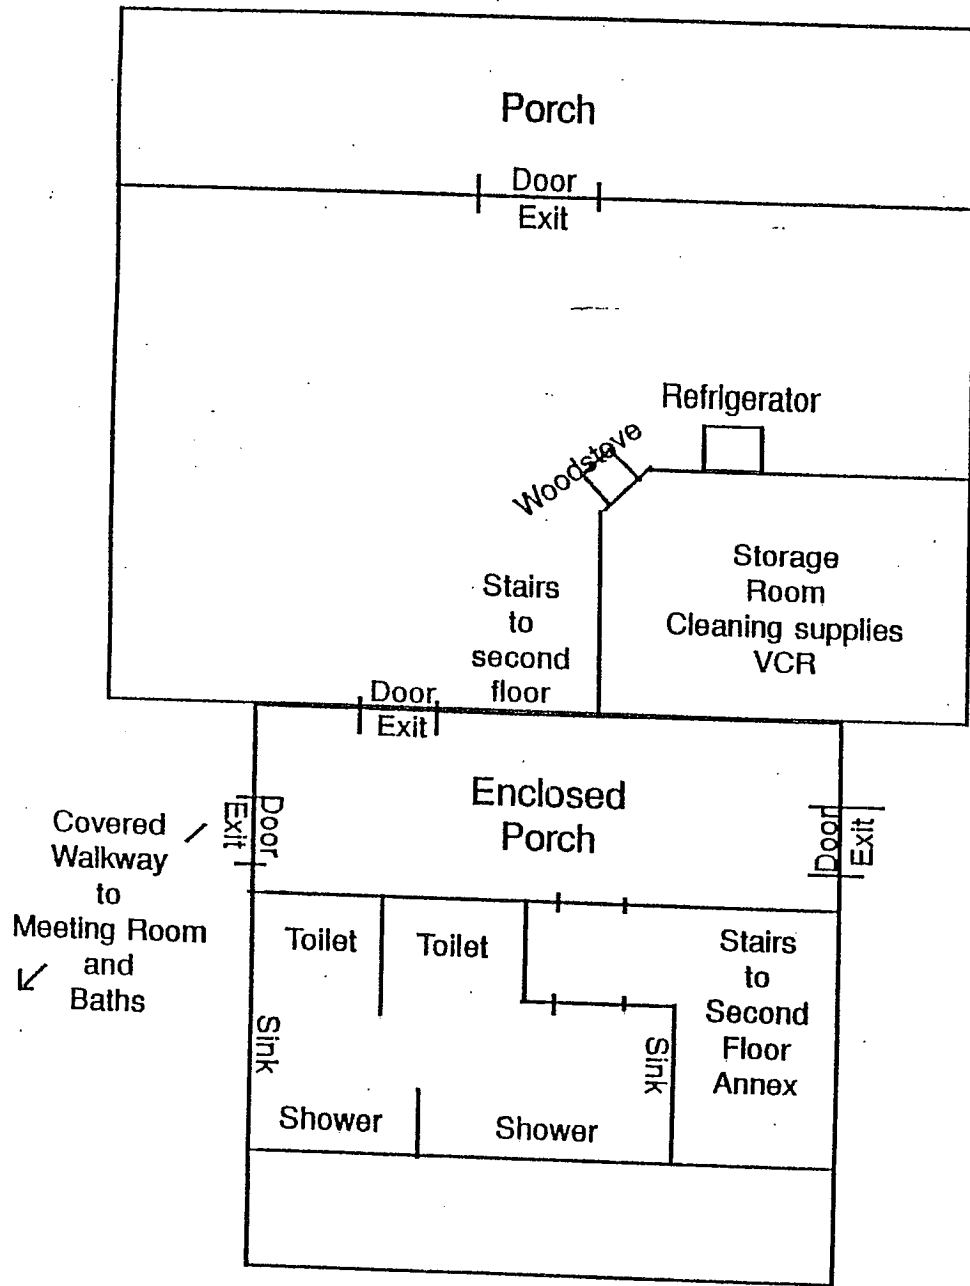 Porch
Door
Exit
Refrigerator
Woodstove
Storage
Room
Cleaning supplies
VCR
Stairs
to
second
floor
Door
Exit
Enclosed
Porch
Door
Exit
Door
Exit
Covered
Walkway
to
Meeting Room
and
Baths
Toilet
Toilet
Stairs
to
Second
Floor
Annex
Sink
Sink
Shower
Shower